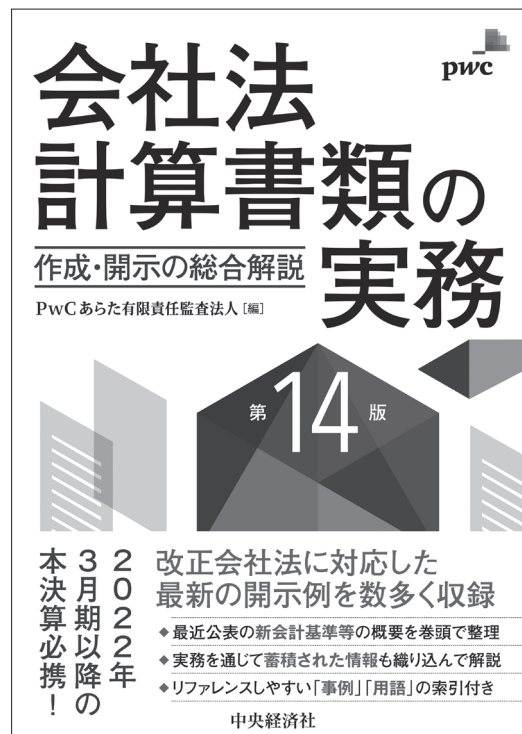 pwc
会社法
計算書類の
実務
作成・開示の総合解説
PwCあらた有限責任監査法人[編]
第14版
2022年
3月期以降の
本決算必携！
改正会社法に対応した
最新の開示例を数多く収録
◆最近公表の新会計基準等の概要を巻頭で整理
◆実務を通じて蓄積された情報も織り込んで解説
◆リファレンスしやすい「事例」「用語」の索引付き
中央経済社